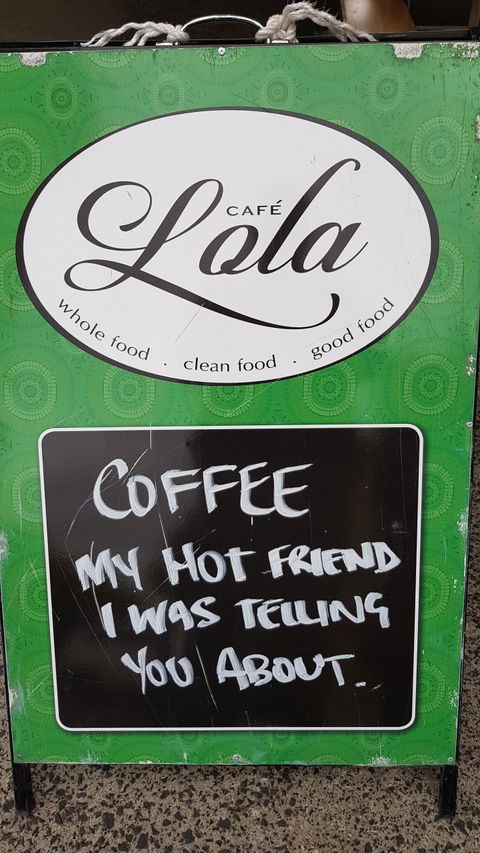 CAFÉ
Lola
whole food . clean food . good food
COFFEE
MY HOT FRIEND
I WAS TELLING
YOU ABOUT.